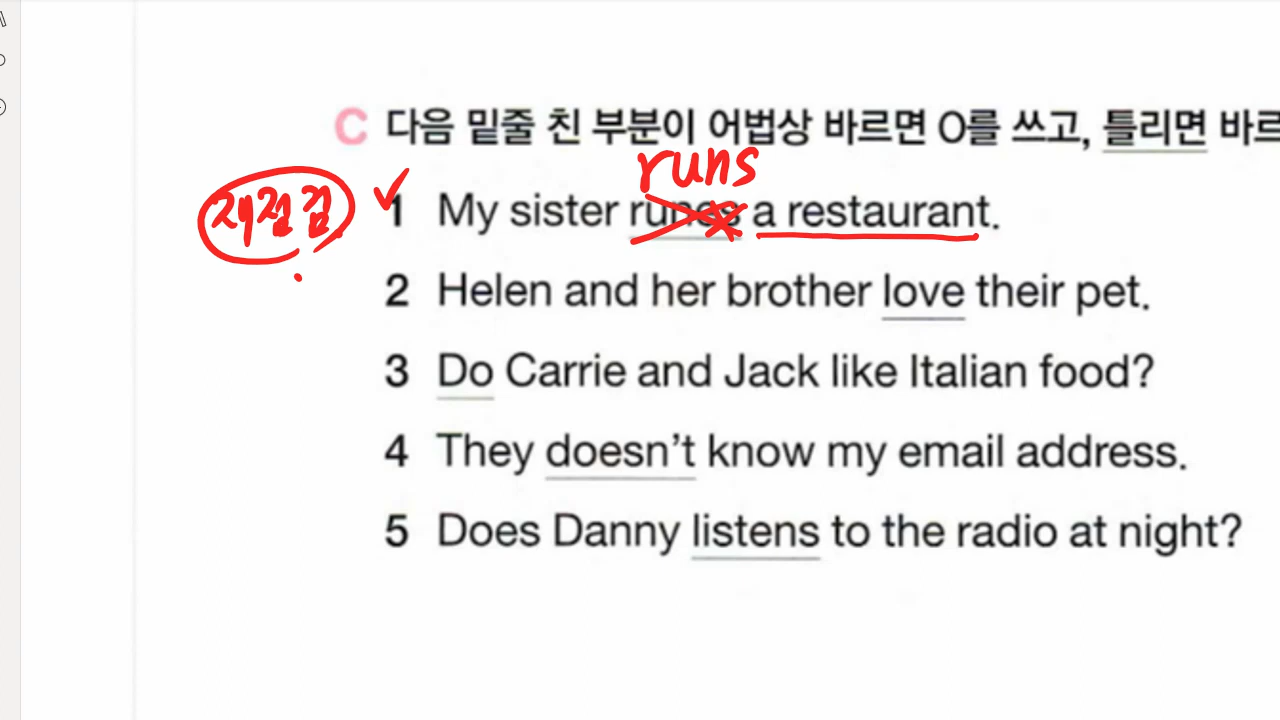 C 다음 밑줄 친 부분이 어법상 바르면 O를 쓰고, 틀리면 바르
runs
재점검
1 My sister runes a restaurant.
2 Helen and her brother love their pet.
3 Do Carrie and Jack like Italian food?
4 They doesn't know my email address.
5 Does Danny listens to the radio at night?